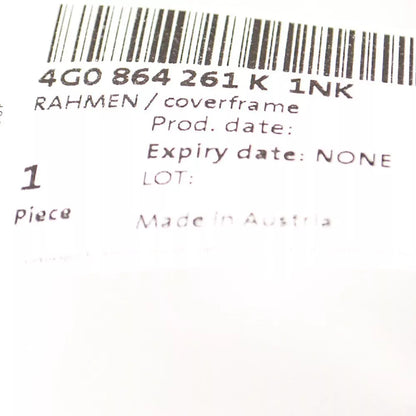 4G0 864 261 K 1NK
RAHMEN / coverframe
Prod. date:
Expiry date: NONE
1
LOT:
Piece
Made in Austria